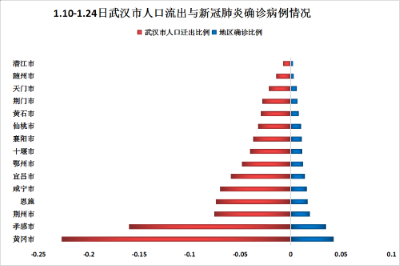 1.10-1.24日武汉市人口流出与新冠肺炎确诊病例情况
武汉市人口迁出比例 地区确诊比例
潜江市
随州市
天门市
荆门市
黄石市
仙桃市
襄阳市
十堰市
鄂州市
宜昌市
咸宁市
恩施
荆州市
孝感市
黄冈市
-0.25 -0.2 -0.15 -0.1 -0.05 0 0.05 0.1